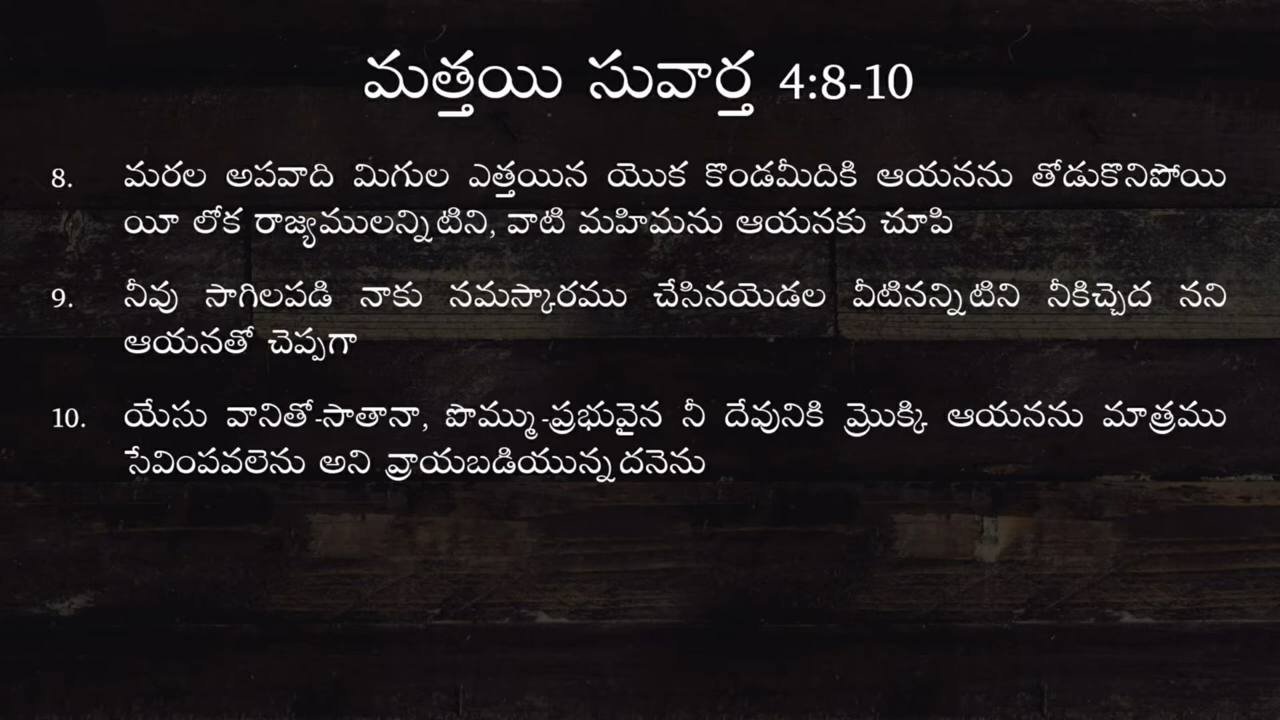 మత్తయి సువార్త 4:8-10
8. మరల అపవాది మిగుల ఎత్తయిన యొక కొండమీదికి ఆయనను తోడుకొనిపోయి
యీ లోక రాజ్యములన్నిటిని, వాటి మహిమను ఆయనకు చూపి
9. నీవు సాగిలపడి నాకు నమస్కారము చేసినయెడల వీటినన్నిటిని నీకిచ్చెద నని
ఆయనతో చెప్పగా
10. యేసు వానితో-సాతానా, పొమ్ము-ప్రభువైన నీ దేవునికి మ్రొక్కి ఆయనను మాత్రము
సేవింపవలెను అని వ్రాయబడియున్నదనెను